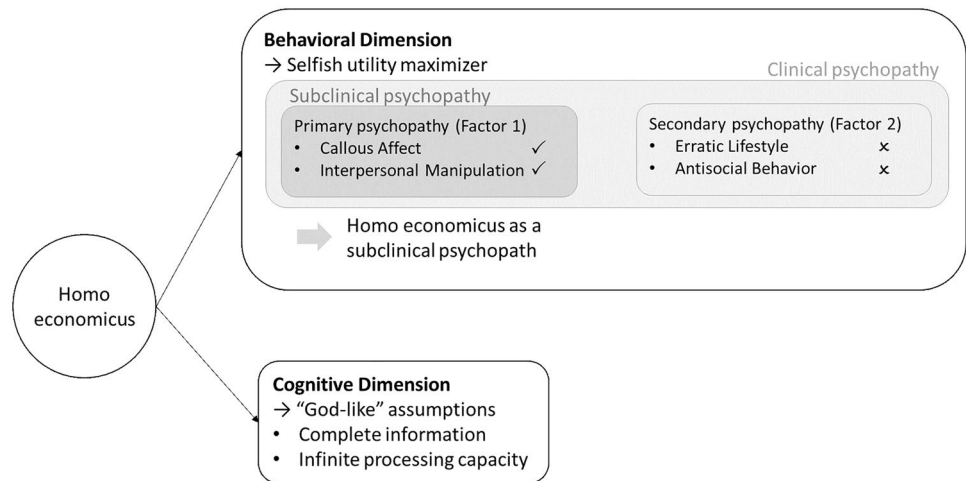 Behavioral Dimension
→ Selfish utility maximizer
Clinical psychopathy
Subclinical psychopathy
Primary psychopathy (Factor 1)
• Callous Affect ✓
• Interpersonal Manipulation ✓
Secondary psychopathy (Factor 2)
• Erratic Lifestyle x
• Antisocial Behavior x
Homo economicus as a
subclinical psychopath
Homo
economicus
Cognitive Dimension
→ “God-like” assumptions
• Complete information
• Infinite processing capacity